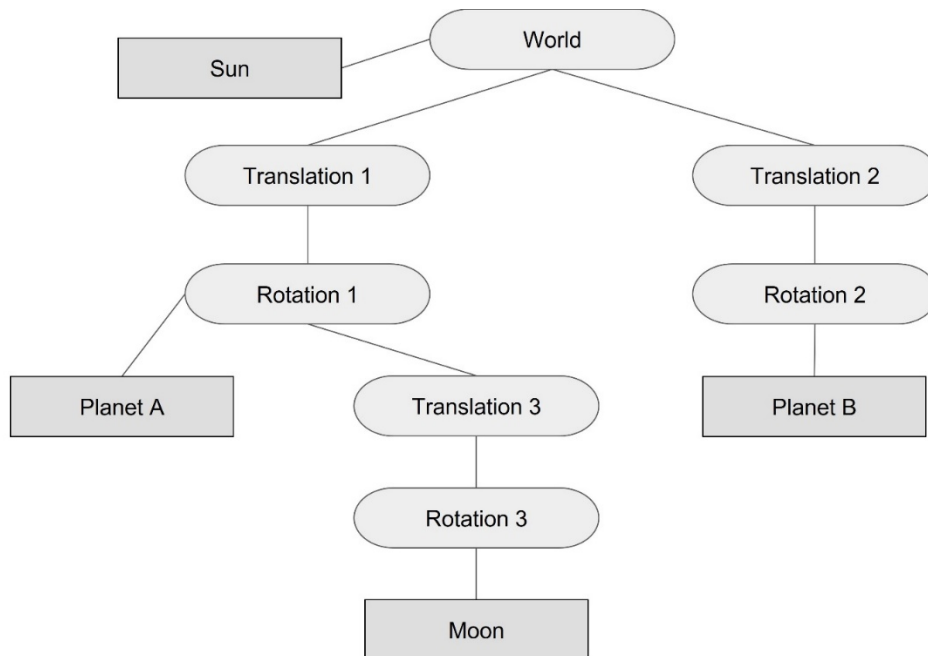 World
Sun
Translation 1
Translation 2
Rotation 1
Rotation 2
Planet A
Translation 3
Planet B
Rotation 3
Moon